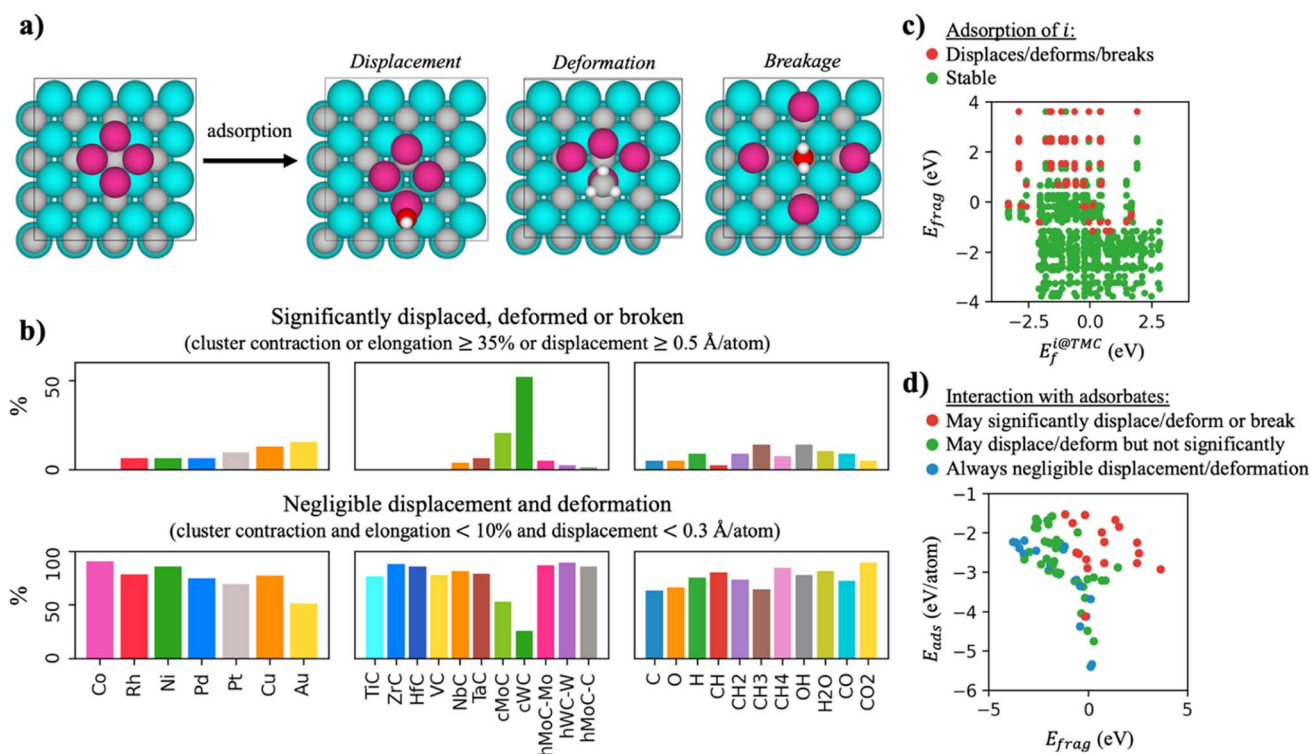 a)
Displacement
Deformation
Breakage
adsorption
b)
Significantly displaced, deformed or broken
(cluster contraction or elongation ≥ 35% or displacement ≥ 0.5 Å/atom)
%
50
0
Negligible displacement and deformation
(cluster contraction and elongation < 10% and displacement < 0.3 Å/atom)
%
100
50
0
Co
Rh
Ni
Pd
Pt
Cu
Au
TiC
ZrC
HfC
VC
NbC
TaC
cMoC
cWC
hMoC-Mo
hWC-W
hMoC-C
C
O
H
CH
CH2
CH3
CH4
OH
H2O
CO
CO2
c)
Adsorption of i:
Displaces/deforms/breaks
Stable
E_frag (eV)
4
2
0
−2
−4
−2.5
0.0
2.5
E_f^i@TMC (eV)
d)
Interaction with adsorbates:
May significantly displace/deform or break
May displace/deform but not significantly
Always negligible displacement/deformation
E_ads (eV/atom)
−1
−2
−3
−4
−5
−6
−5
0
5
E_frag (eV)